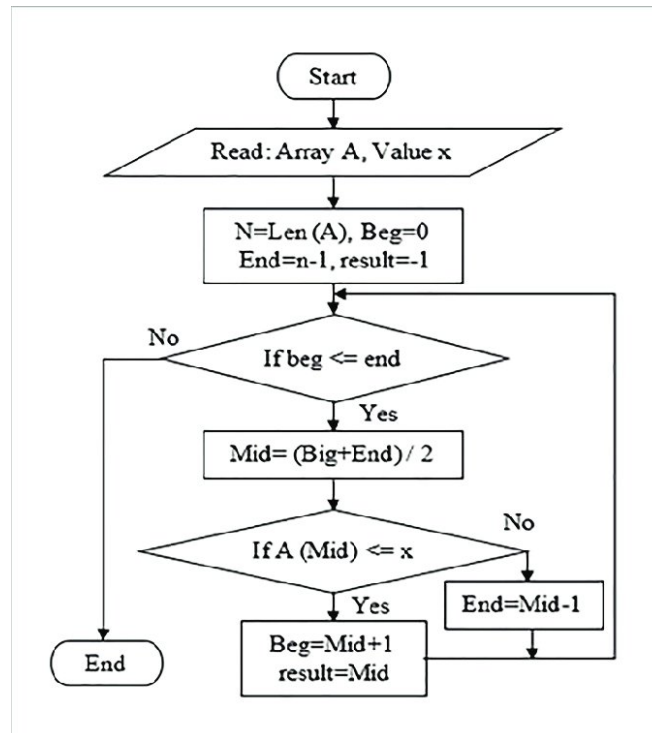 Start
Read: Array A, Value x
N=Len (A), Beg=0
End=n-1, result=-1
No
If beg <= end
Yes
Mid= (Big+End) / 2
No
If A (Mid) <= x
Yes
End=Mid-1
Beg=Mid+1
result=Mid
End